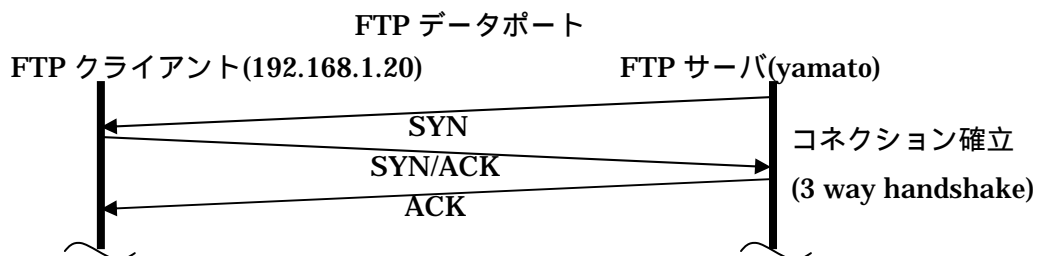 FTP データポート
FTP クライアント(192.168.1.20)
FTP サーバ(yamato)
SYN
コネクション確立
SYN/ACK
(3 way handshake)
ACK